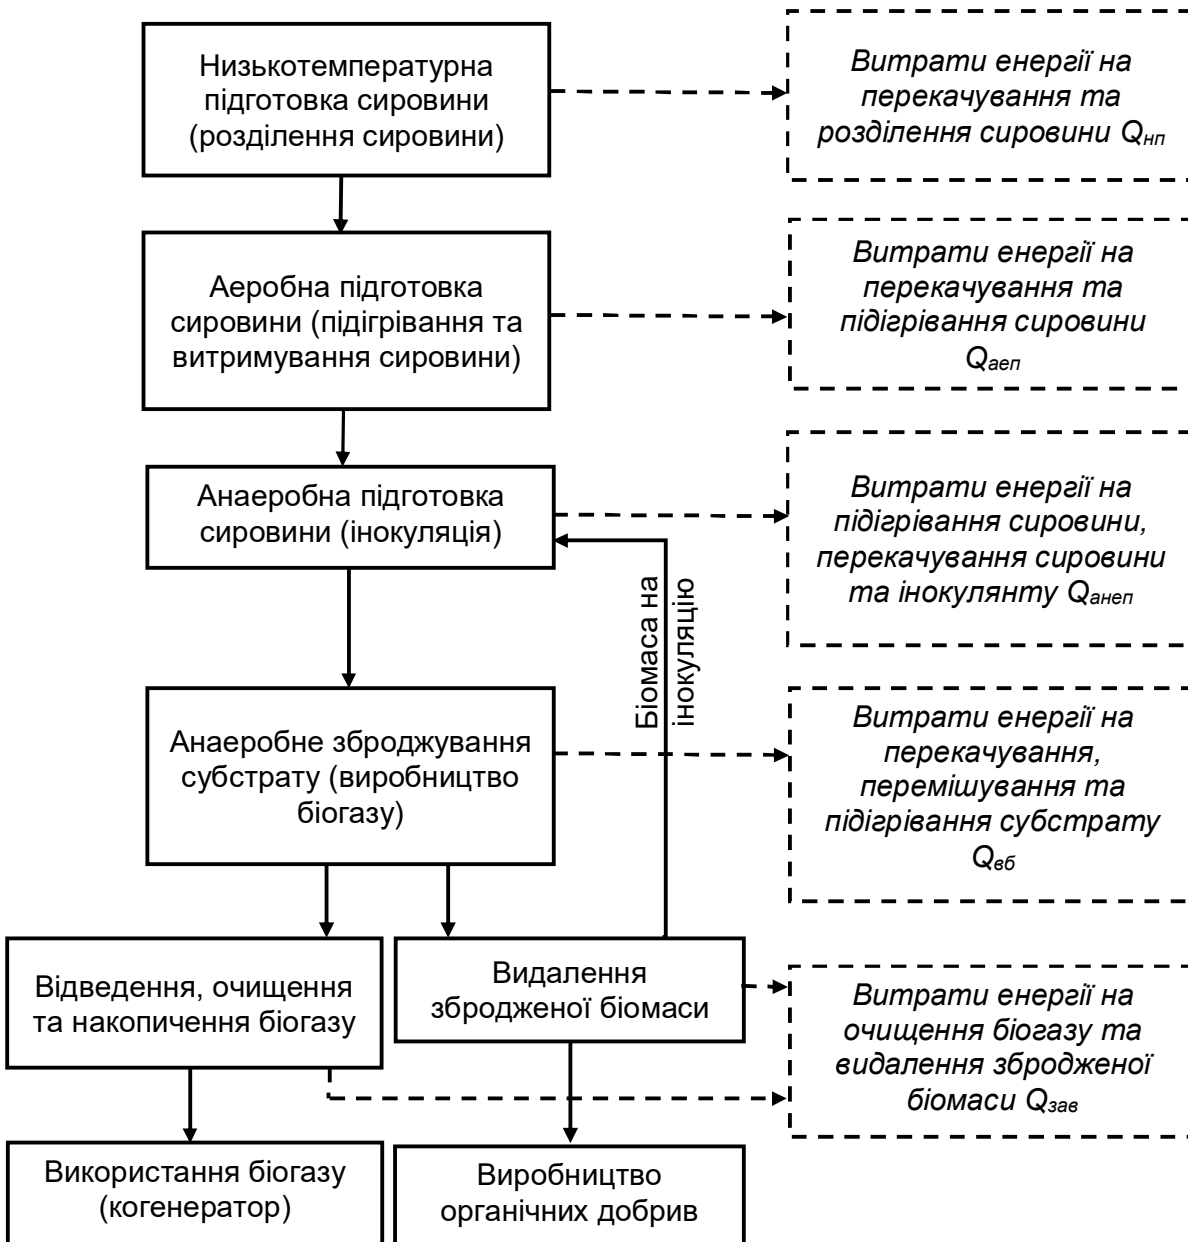 Низькотемпературна
підготовка сировини
(розділення сировини)
Витрати енергії на
перекачування та
розділення сировини Qнп
Аеробна підготовка
сировини (підігрівання та
витримування сировини)
Витрати енергії на
перекачування та
підігрівання сировини
Qаеп
Анаеробна підготовка
сировини (інокуляція)
Витрати енергії на
підігрівання сировини,
перекачування сировини
та інокулянту Qанеп
Біомаса на
інокуляцію
Анаеробне зброджування
субстрату (виробництво
біогазу)
Витрати енергії на
перекачування,
перемішування та
підігрівання субстрату
Qвб
Відведення, очищення
та накопичення біогазу
Видалення
збродженої біомаси
Витрати енергії на
очищення біогазу та
видалення збродженої
біомаси Qзав
Використання біогазу
(когенератор)
Виробництво
органічних добрив